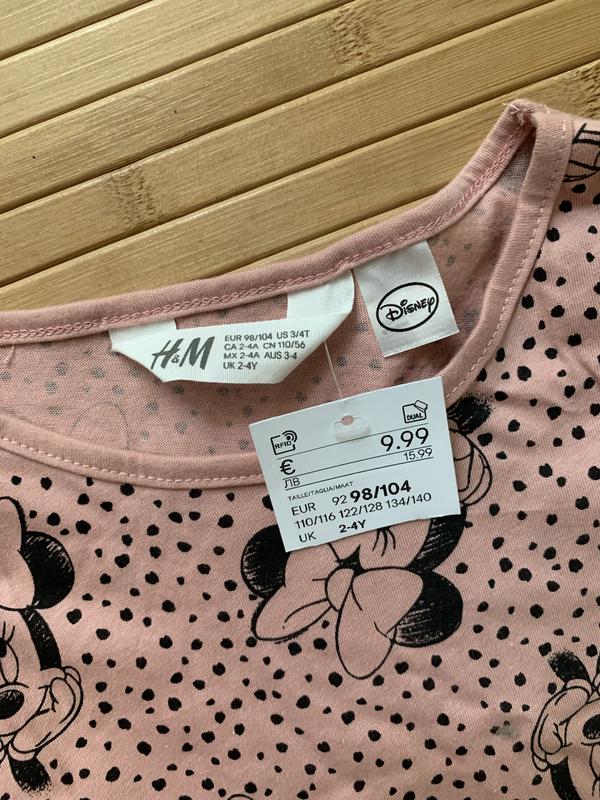 H&M
EUR 98/104 US 3/4T
CA 2-4A CN 110/56
MX 2-4A AUS 3-4
UK 2-4Y
Disney
RFID
DUAL
€ 9.99
ЛВ 15.99
TAILLE/TAGLIA/MAAT
EUR 92 98/104
110/116 122/128 134/140
UK 2-4Y